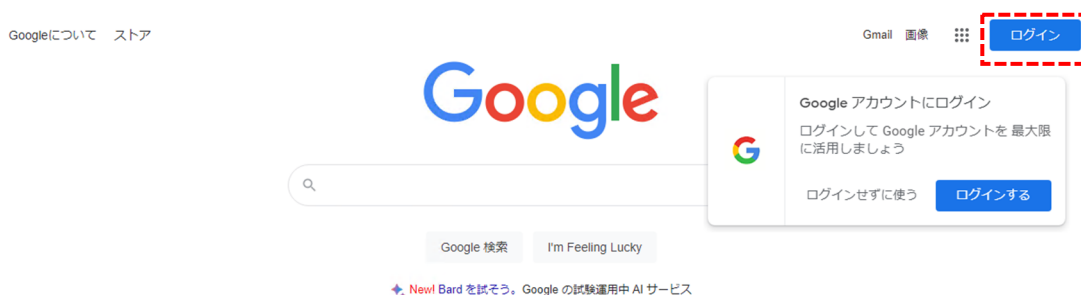 Googleについて ストア
Gmail 画像 ログイン
Google
Google アカウントにログイン
ログインして Google アカウントを 最大限
に活用しましょう
ログインせずに使う ログインする
Google 検索 I'm Feeling Lucky
New! Bard を試そう。Google の試験運用中 AI サービス